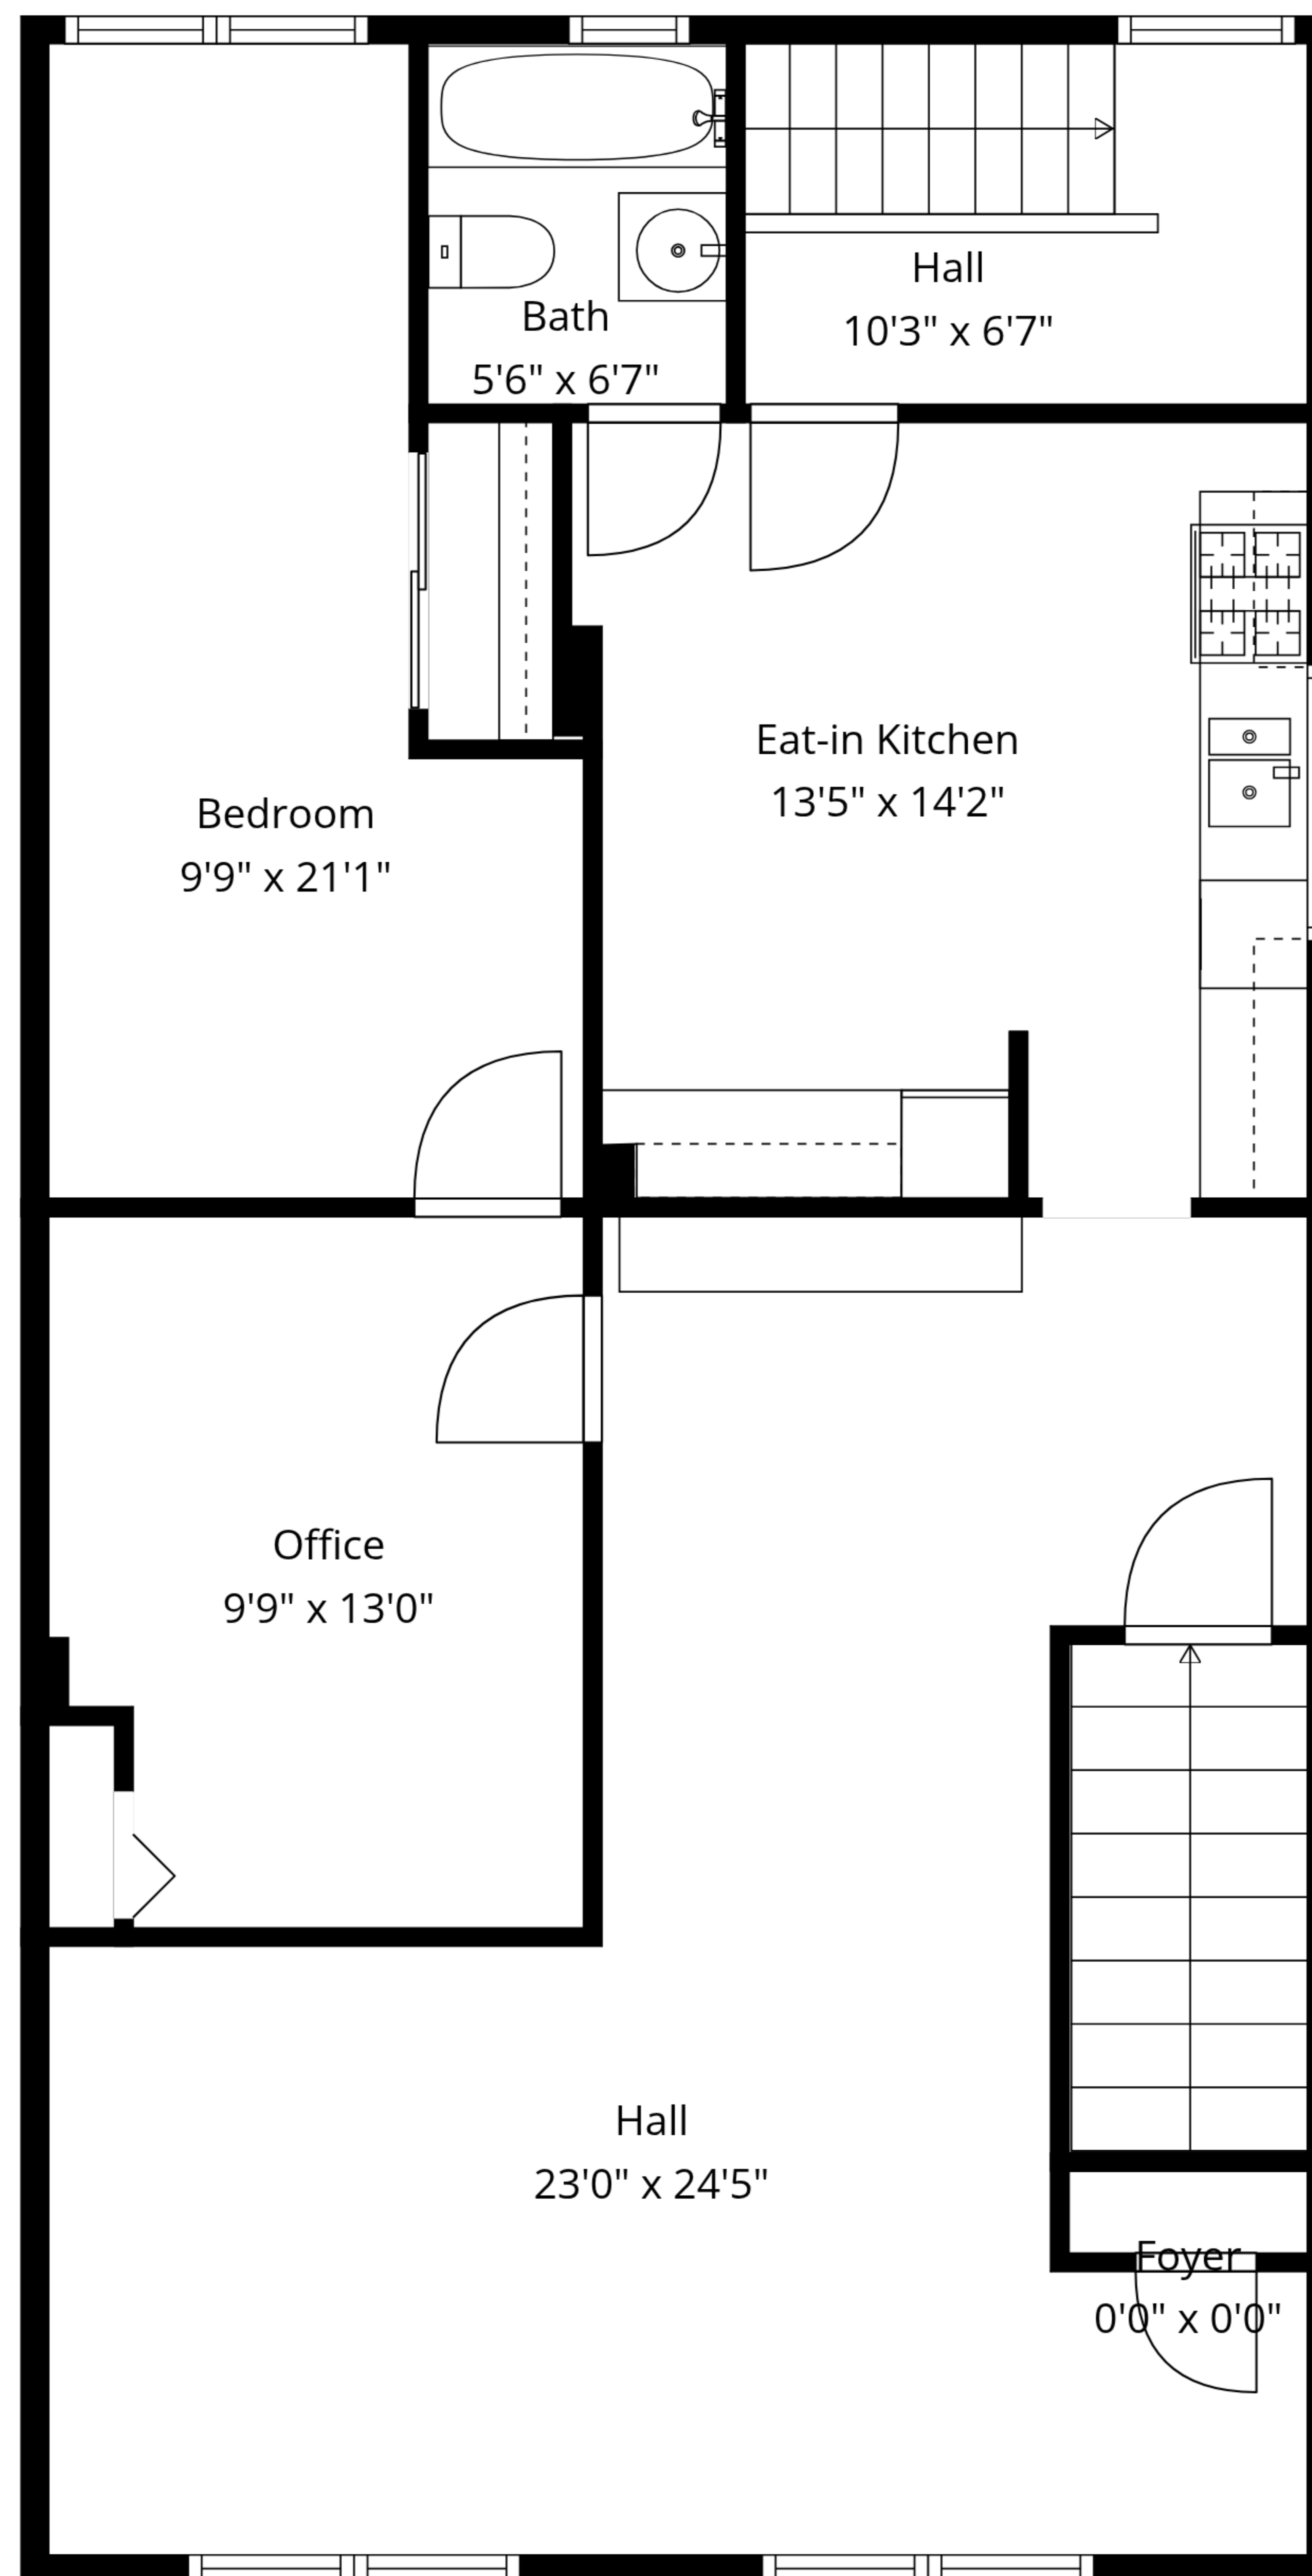 Hall
10'3" x 6'7"
Bath
5'6" x 6'7"
Eat-in Kitchen
13'5" x 14'2"
Bedroom
9'9" x 21'1"
Office
9'9" x 13'0"
Hall
23'0" x 24'5"
Foyer
0'0" x 0'0"